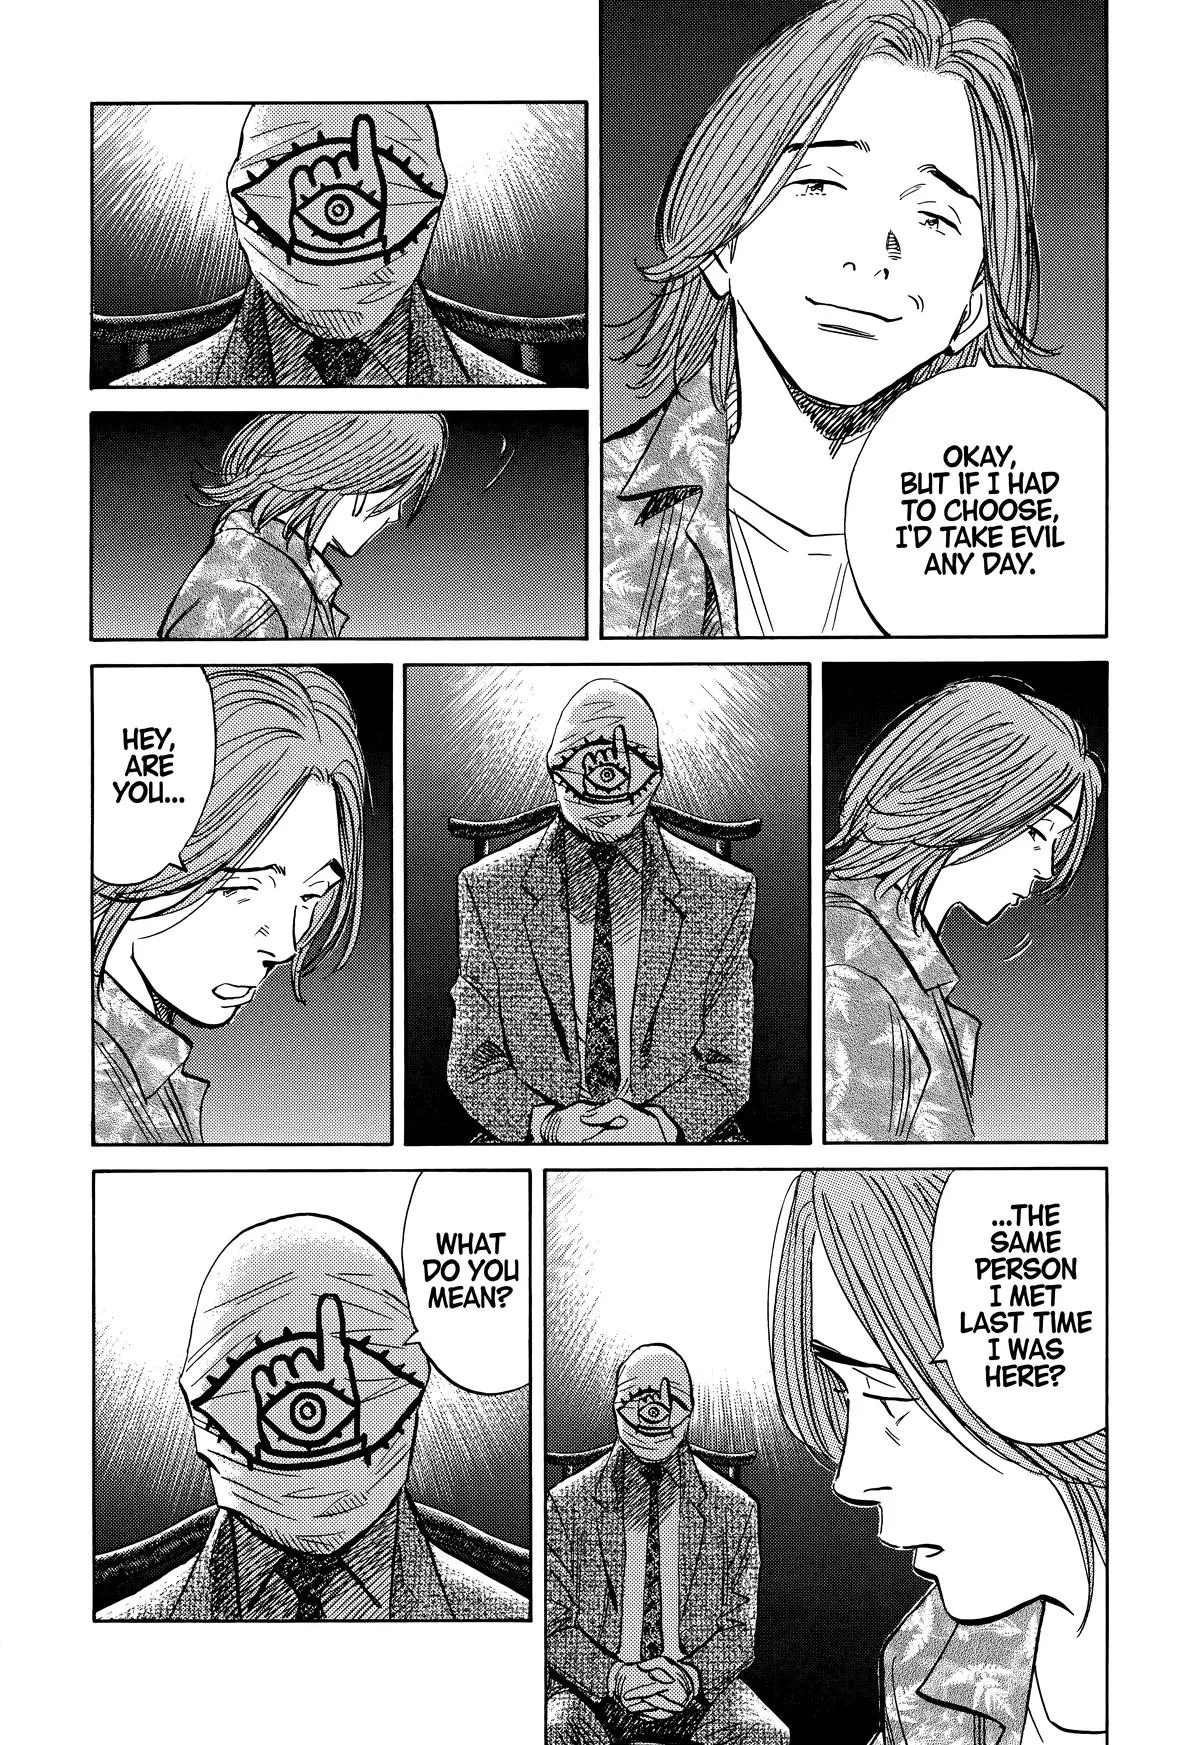 OKAY,
BUT IF I HAD
TO CHOOSE,
I'D TAKE EVIL
ANY DAY.
HEY,
ARE
YOU...
...THE
SAME
PERSON
I MET
LAST TIME
I WAS
HERE?
WHAT
DO YOU
MEAN?